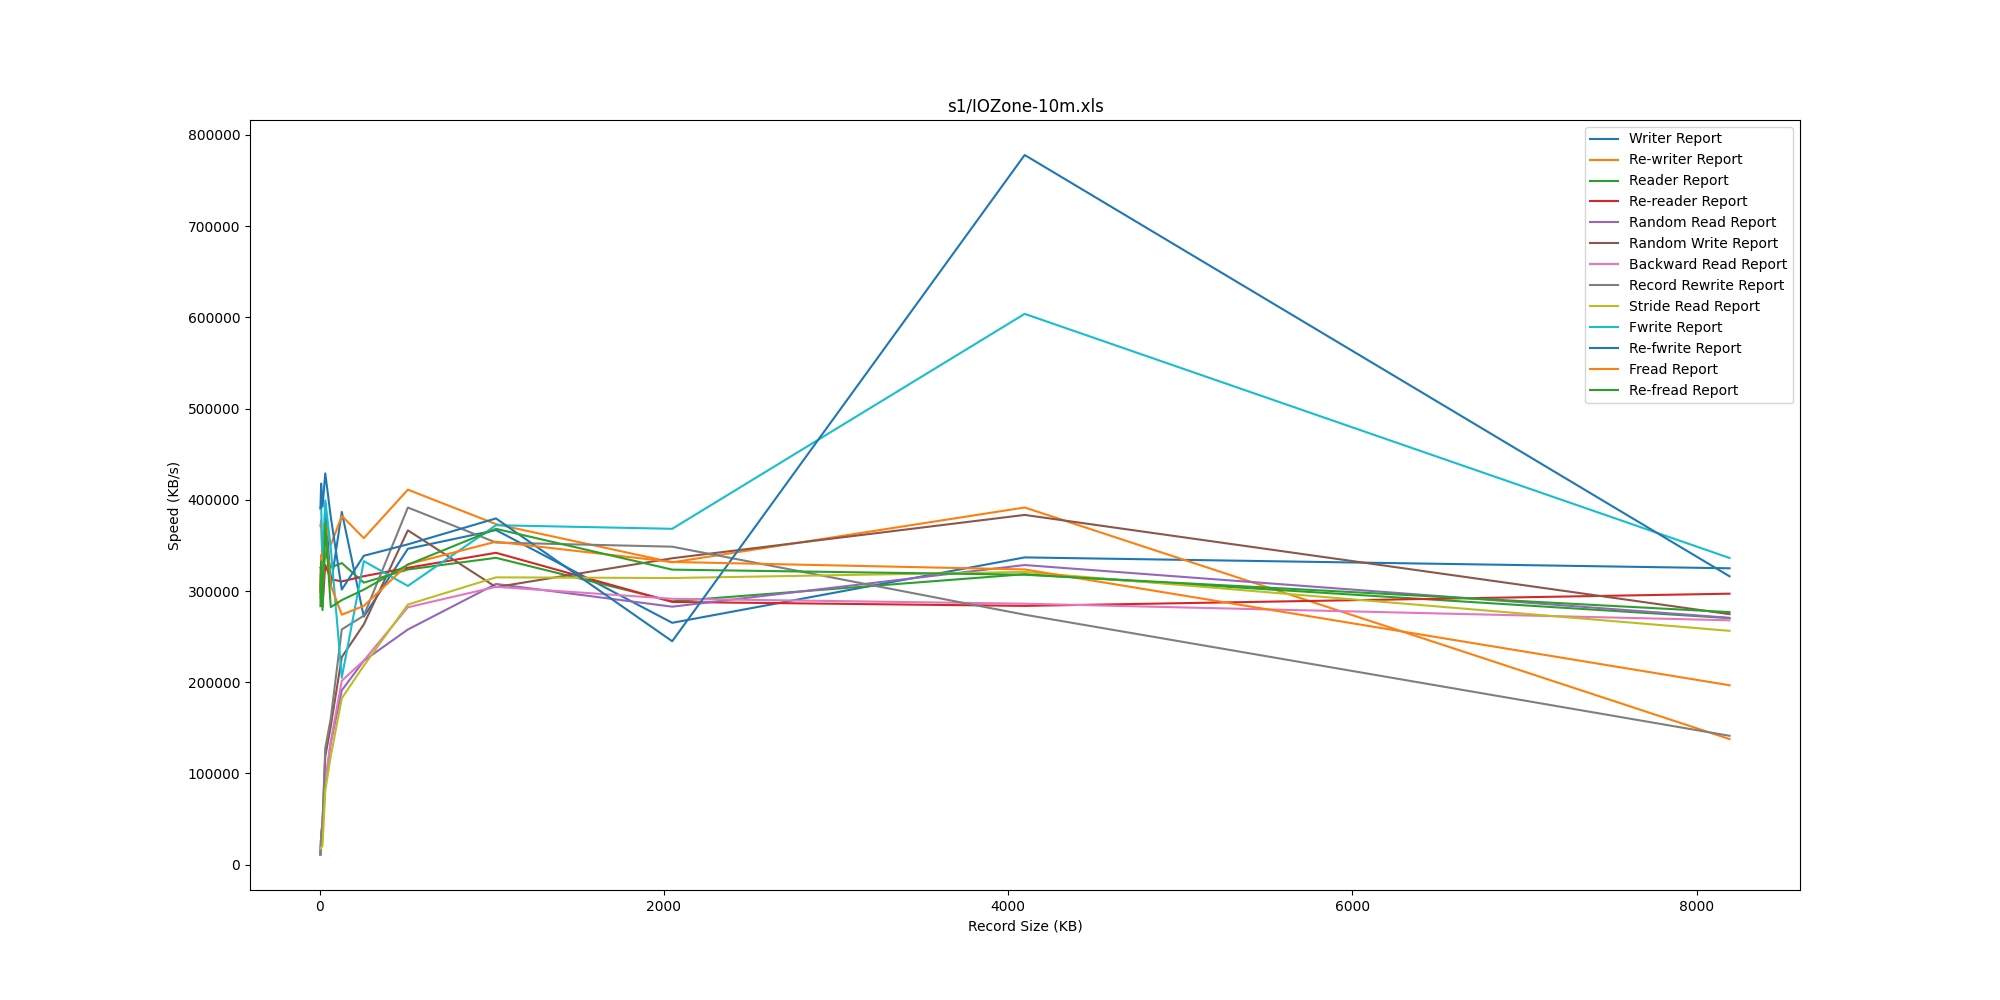 s1/IOZone-10m.xls
800000
700000
600000
500000
400000
300000
200000
100000
0
Speed (KB/s)
Writer Report
Re-writer Report
Reader Report
Re-reader Report
Random Read Report
Random Write Report
Backward Read Report
Record Rewrite Report
Stride Read Report
Fwrite Report
Re-fwrite Report
Fread Report
Re-fread Report
0 2000 4000 6000 8000
Record Size (KB)